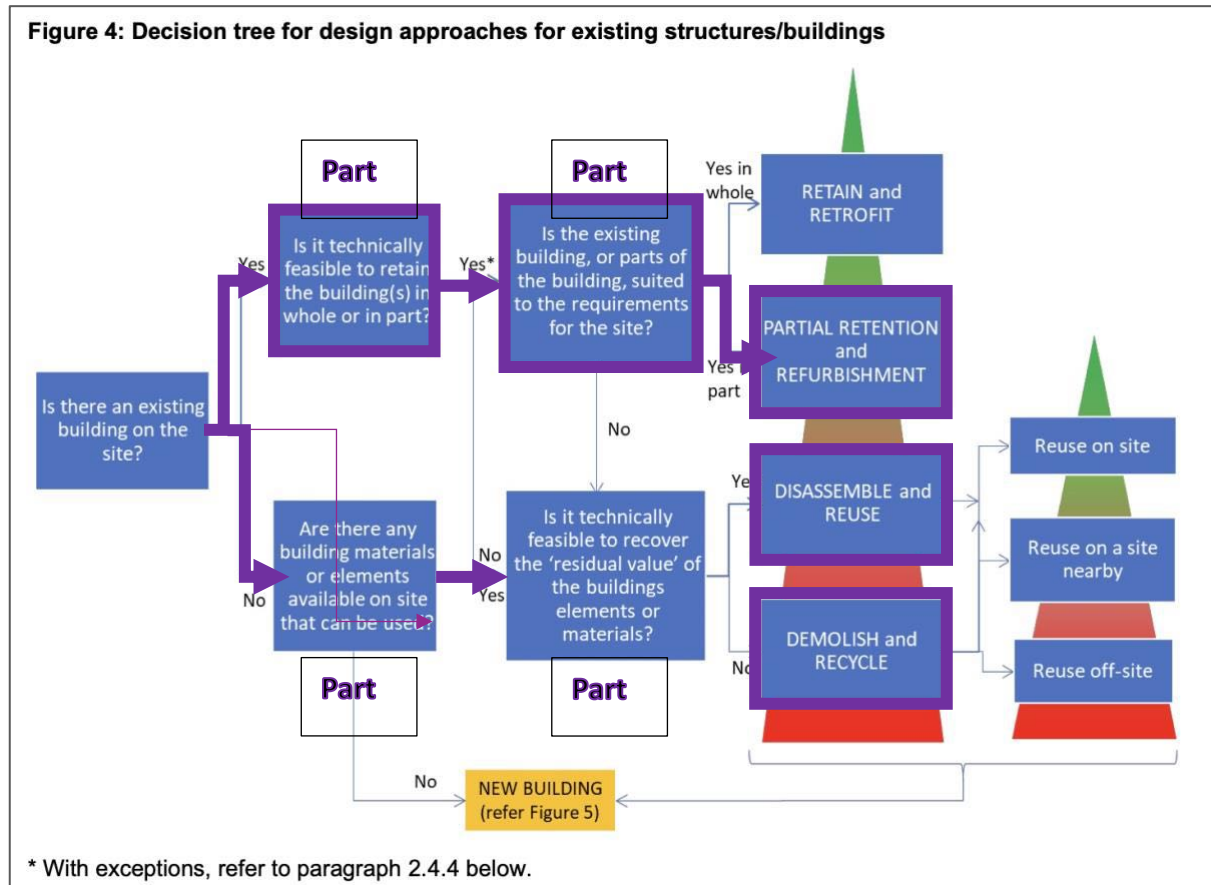 Figure 4: Decision tree for design approaches for existing structures/buildings
Part
Part
Yes in
whole
RETAIN and
RETROFIT
Is it technically
feasible to retain
the building(s) in
whole or in part?
Yes
Yes*
Is the existing
building, or parts of
the building, suited
to the requirements
for the site?
PARTIAL RETENTION
and
REFURBISHMENT
Yes
part
Is there an existing
building on the
site?
No
Reuse on site
Are there any
building materials
or elements
available on site
that can be used?
No
No
Yes
Is it technically
feasible to recover
the ‘residual value’ of
the buildings
elements or
materials?
DISASSEMBLE and
REUSE
Reuse on a site
nearby
DEMOLISH and
RECYCLE
Reuse off-site
Part
Part
No
NEW BUILDING
(refer Figure 5)
* With exceptions, refer to paragraph 2.4.4 below.